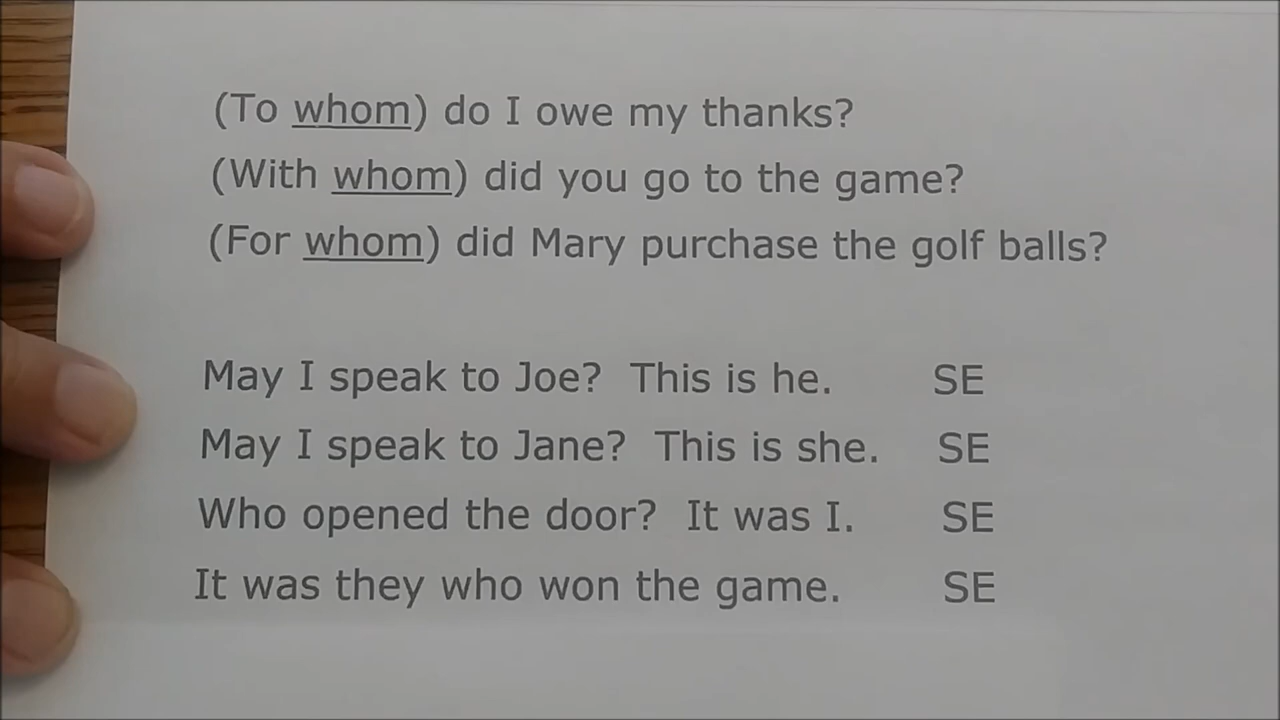 (To whom) do I owe my thanks?
(With whom) did you go to the game?
(For whom) did Mary purchase the golf balls?
May I speak to Joe?  This is he. SE
May I speak to Jane?  This is she. SE
Who opened the door?  It was I. SE
It was they who won the game. SE